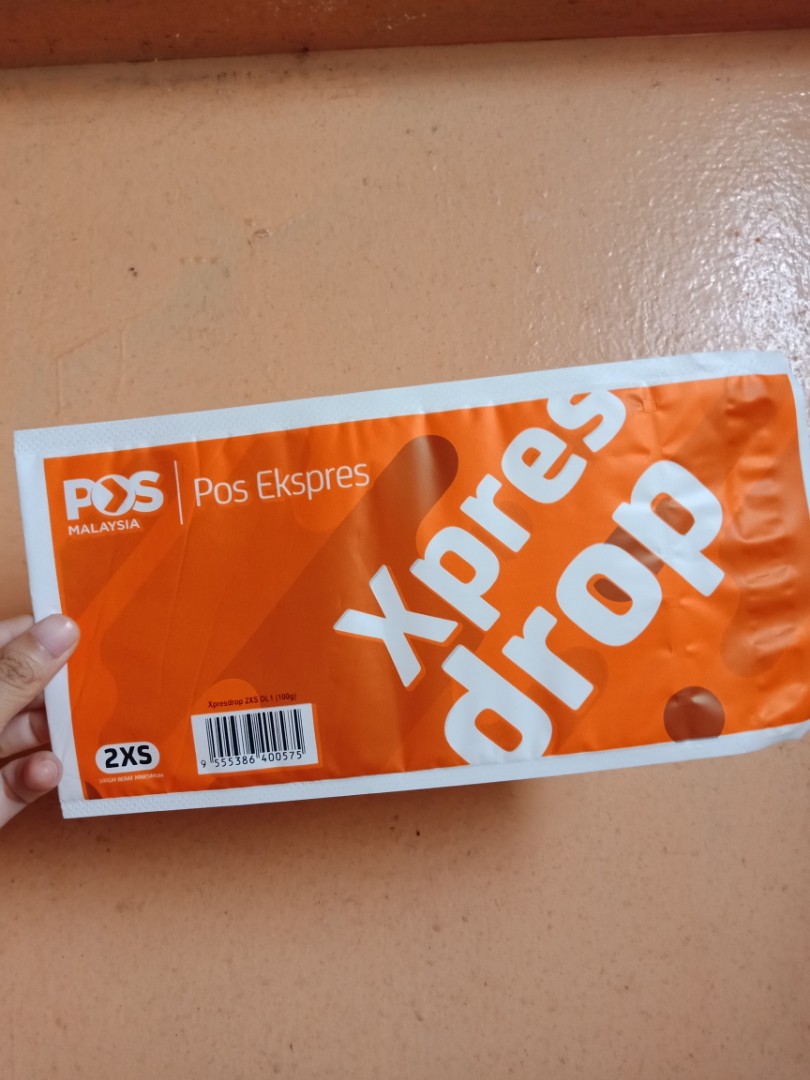 POS
MALAYSIA
Pos Ekspres
Xpres
drop
Xpresdrop 2XS DL1 (100g)
9 555386 400575
2XS